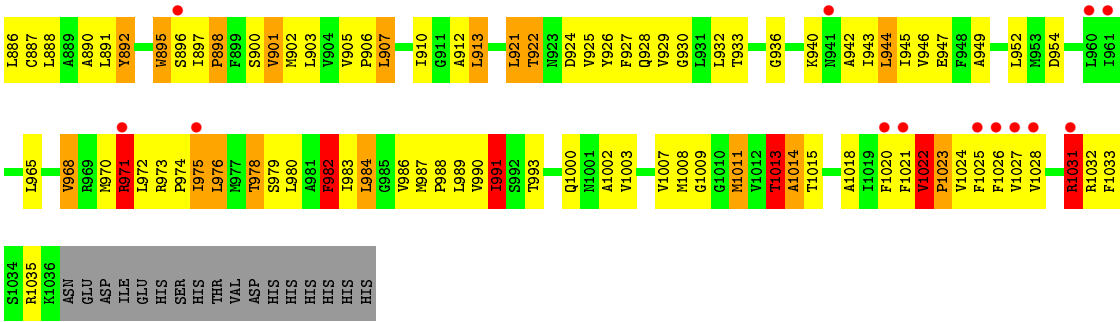 L886 C887 L888 A889 A890 L891 Y892 W895 S896 I897 P898 F899 S900 V901 M902 L903 V904 V905 P906 L907 I910 G911 A912 L913 L921 T922 N923 D924 V925 Y926 F927 Q928 V929 G930 L931 L932 T933 G936 K940 N941 A942 I943 L944 I945 V946 E947 F948 A949 L952 M953 D954 L960 I961
L965 V968 R969 M970 R971 L972 R973 P974 I975 L976 M977 T978 S979 L980 A981 F982 I983 L984 G985 V986 M987 P988 L989 V990 I991 S992 T993 Q1000 N1001 A1002 V1003 V1007 M1008 G1009 G1010 M1011 V1012 T1013 A1014 T1015 A1018 I1019 F1020 F1021 V1022 P1023 V1024 F1025 F1026 V1027 V1028 R1031 R1032 F1033
S1034 R1035 K1036 ASN GLU ASP ILE GLU HIS SER HIS THR VAL ASP HIS HIS HIS HIS HIS HIS